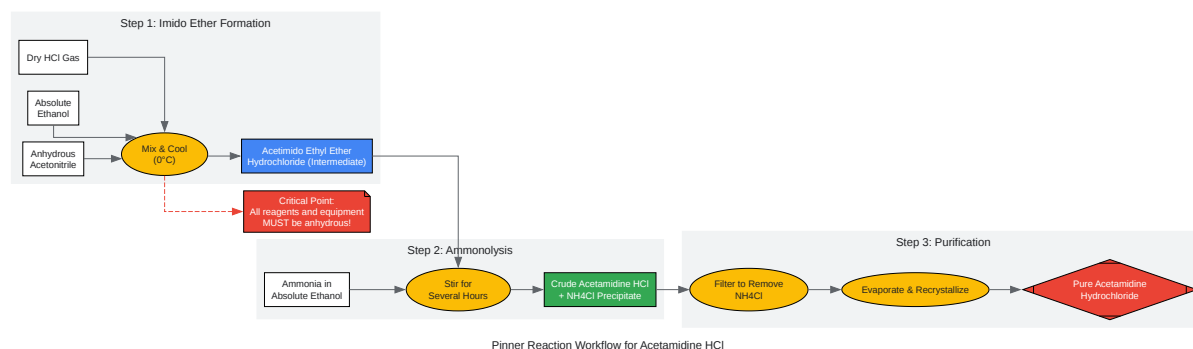 Step 1: Imido Ether Formation
Dry HCl Gas
Absolute
Ethanol
Anhydrous
Acetonitrile
Mix & Cool
(0°C)
Acetimido Ethyl Ether
Hydrochloride (Intermediate)
Critical Point:
All reagents and equipment
MUST be anhydrous!
Step 2: Ammonolysis
Ammonia in
Absolute Ethanol
Stir for
Several Hours
Crude Acetamidine HCl
+ NH4Cl Precipitate
Step 3: Purification
Filter to Remove
NH4Cl
Evaporate & Recrystallize
Pure Acetamidine
Hydrochloride
Pinner Reaction Workflow for Acetamidine HCl